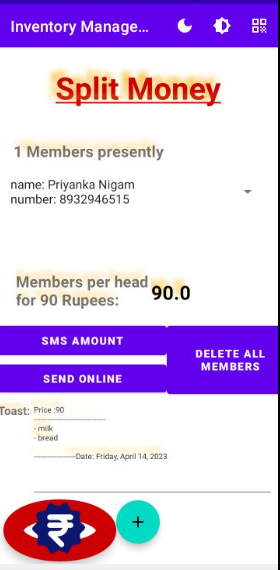 Inventory Manage...
Split Money
1 Members presently
name: Priyanka Nigam
number: 8932946515
Members per head
for 90 Rupees:
90.0
SMS AMOUNT
DELETE ALL
MEMBERS
SEND ONLINE
Toast:
Price :90
------------------------------
- milk
- bread
------------------Date: Friday, April 14, 2023
₹
+